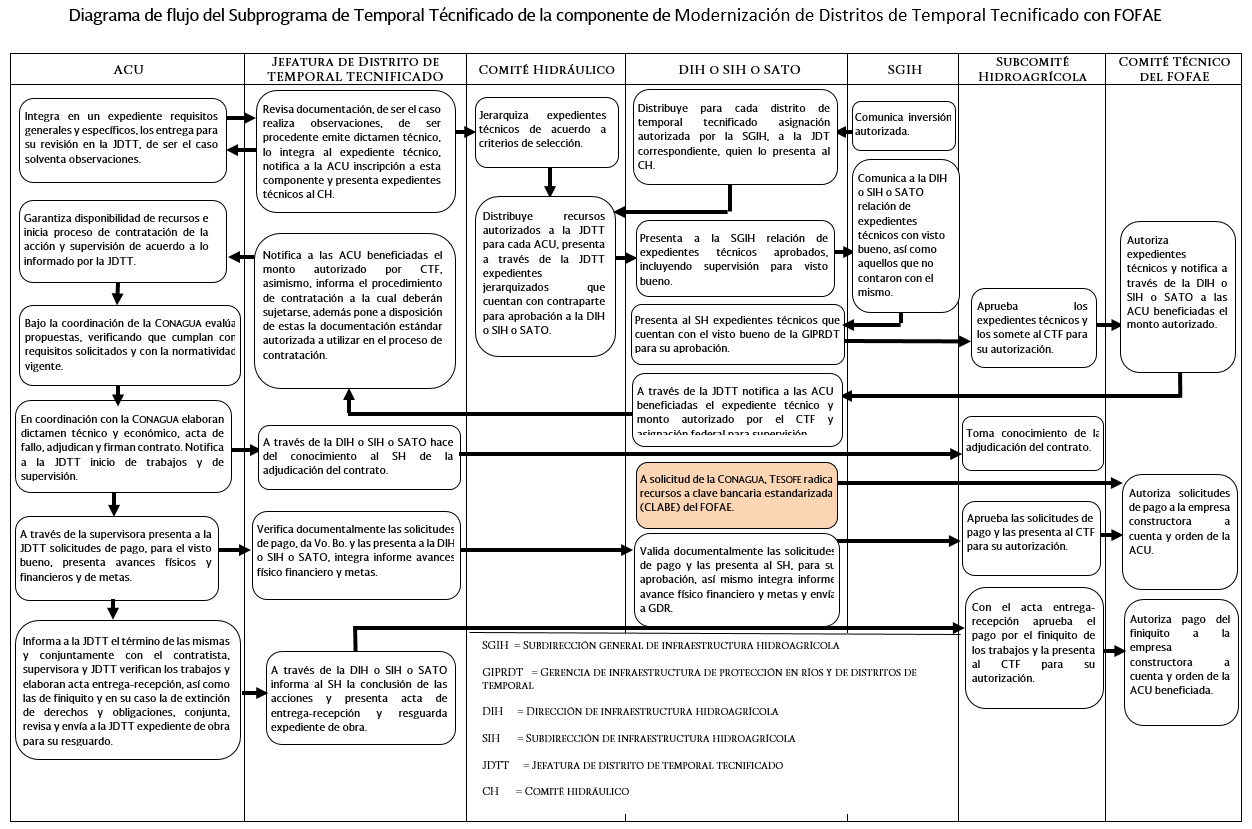 Diagrama de flujo del Subprograma de Temporal Técnificado de la componente de Modernización de Distritos de Temporal Tecnificado con FOFAE
ACU
JEFATURA DE DISTRITO DE
TEMPORAL TECNIFICADO
COMITÉ HIDRÁULICO
DIH O SIH O SATO
SGIH
SUBCOMITÉ
HIDROAGRÍCOLA
COMITÉ TÉCNICO
DEL FOFAE
Integra en un expediente requisitos
generales y específicos, los entrega para
su revisión en la JDTT, de ser el caso
solventa observaciones.
Revisa documentación, de ser el caso
realiza observaciones, de ser
procedente emite dictamen técnico,
lo integra al expediente técnico,
notifica a la ACU inscripción a esta
componente y presenta expedientes
técnicos al CH.
Jerarquiza expedientes
técnicos de acuerdo a
criterios de selección.
Distribuye para cada distrito de
temporal tecnificado asignación
autorizada por la SGIH, a la JDT
correspondiente, quien lo presenta al
CH.
Comunica inversión
autorizada.
Comunica a la DIH
o SIH o SATO
relación de
expedientes
técnicos con visto
bueno, así como
aquellos que no
contaron con el
mismo.
Garantiza disponibilidad de recursos e
inicia proceso de contratación de la
acción y supervisión de acuerdo a lo
informado por la JDTT.
Notifica a las ACU beneficiadas el
monto autorizado por CTF,
asimismo, informa el procedimiento
de contratación a la cual deberán
sujetarse, además pone a disposición
de estas la documentación estándar
autorizada a utilizar en el proceso de
contratación.
Distribuye recursos
autorizados a la JDTT
para cada ACU, presenta
a través de la JDTT
expedientes
jerarquizados que
cuentan con contraparte
para aprobación a la DIH
o SIH o SATO.
Presenta a la SGIH relación de
expedientes técnicos aprobados,
incluyendo supervisión para visto
bueno.
Presenta al SH expedientes técnicos que
cuentan con el visto bueno de la GIPRDT
para su aprobación.
Aprueba los
expedientes técnicos y
los somete al CTF para
su autorización.
Autoriza
expedientes
técnicos y notifica a
través de la DIH o
SIH o SATO a las
ACU beneficiadas el
monto autorizado.
Bajo la coordinación de la CONAGUA evalúa
propuestas, verificando que cumplan con
requisitos solicitados y con la normatividad
vigente.
A través de la JDTT notifica a las ACU
beneficiadas el expediente técnico y
monto autorizado por el CTF y
asignación federal para supervisión.
En coordinación con la CONAGUA elaboran
dictamen técnico y económico, acta de
fallo, adjudican y firman contrato. Notifica
a la JDTT inicio de trabajos y de
supervisión.
A través de la DIH o SIH o SATO hace
del conocimiento al SH de la
adjudicación del contrato.
Toma conocimiento de la
adjudicación del contrato.
A solicitud de la CONAGUA, TESOFE radica
recursos a clave bancaria estandarizada
(CLABE) del FOFAE.
Autoriza solicitudes
de pago a la empresa
constructora a
cuenta y orden de la
ACU.
A través de la supervisora presenta a la
JDTT solicitudes de pago, para el visto
bueno, presenta avances físicos y
financieros y de metas.
Verifica documentalmente las solicitudes
de pago, da Vo. Bo. y las presenta a la DIH
o SIH o SATO, integra informe avances
físico financiero y metas.
Valida documentalmente las solicitudes
de pago y las presenta al SH, para su
aprobación, así mismo integra informe
avance físico financiero y metas y envía
a GDR.
Aprueba las solicitudes de
pago y las presenta al CTF
para su autorización.
Informa a la JDTT el término de las mismas
y conjuntamente con el contratista,
supervisora y JDTT verifican los trabajos y
elaboran acta entrega-recepción, así como
las de finiquito y en su caso la de extinción
de derechos y obligaciones, conjunta,
revisa y envía a la JDTT expediente de obra
para su resguardo.
A través de la DIH o SIH o SATO
informa al SH la conclusión de las
acciones y presenta acta de
entrega-recepción y resguarda
expediente de obra.
Con el acta entrega-
recepción aprueba el
pago por el finiquito de
los trabajos y la presenta
al CTF para su
autorización.
Autoriza pago del
finiquito a la
empresa
constructora a
cuenta y orden de la
ACU beneficiada.
SGIH = SUBDIRECCIÓN GENERAL DE INFRAESTRUCTURA HIDROAGRÍCOLA
GIPRDT = GERENCIA DE INFRAESTRUCTURA DE PROTECCIÓN EN RÍOS Y DE DISTRITOS DE
TEMPORAL
DIH = DIRECCIÓN DE INFRAESTRUCTURA HIDROAGRÍCOLA
SIH = SUBDIRECCIÓN DE INFRAESTRUCTURA HIDROAGRÍCOLA
JDTT = JEFATURA DE DISTRITO DE TEMPORAL TECNIFICADO
CH = COMITÉ HIDRÁULICO